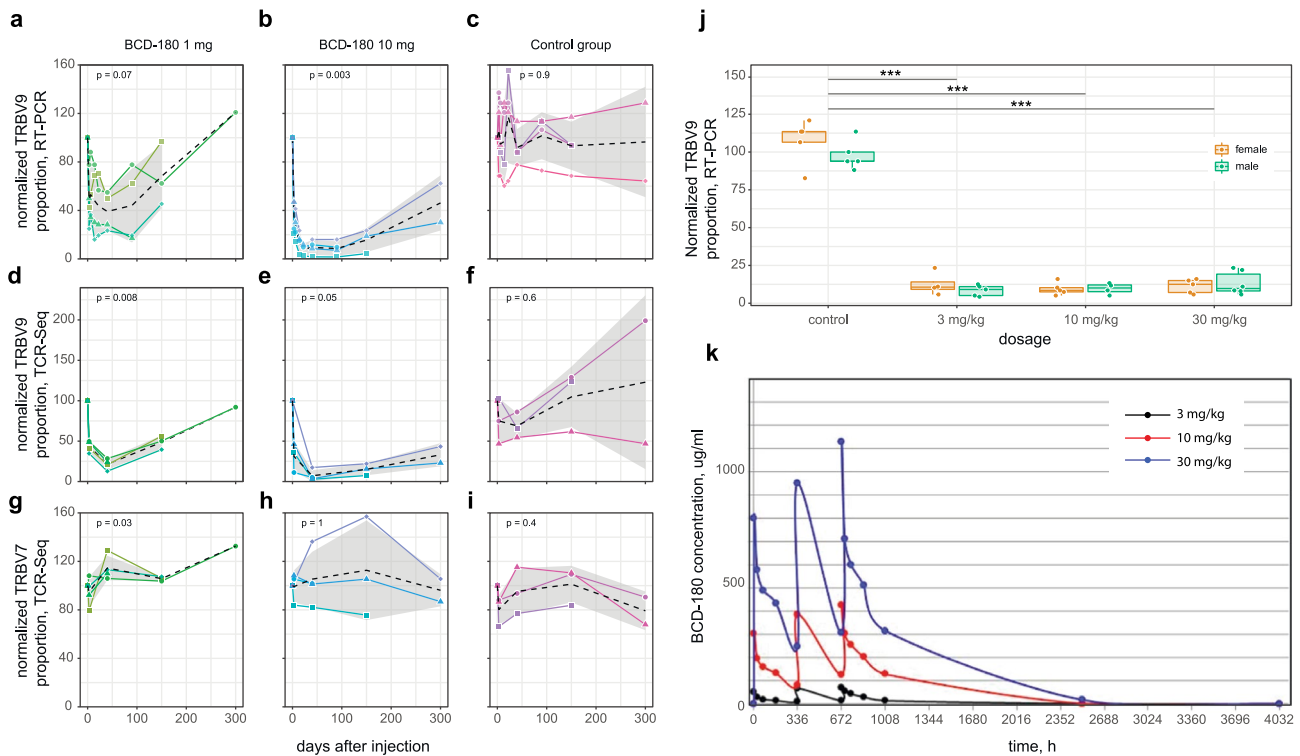 a
b
c
BCD-180 1 mg
BCD-180 10 mg
Control group
normalized TRBV9
proportion, RT-PCR
160
120
80
40
0
p = 0.07
p = 0.003
p = 0.9
d
e
f
normalized TRBV9
proportion, TCR-Seq
200
150
100
50
0
p = 0.008
p = 0.05
p = 0.6
g
h
i
normalized TRBV7
proportion, TCR-Seq
160
120
80
40
0
p = 0.03
p = 1
p = 0.4
0 100 200 300
0 100 200 300
0 100 200 300
days after injection
j
Normalized TRBV9
proportion, RT-PCR
150
125
100
75
50
25
0
***
***
***
female
male
control 3 mg/kg 10 mg/kg 30 mg/kg
dosage
k
BCD-180 concentration, ug/ml
1000
500
0
3 mg/kg
10 mg/kg
30 mg/kg
0 336 672 1008 1344 1680 2016 2352 2688 3024 3360 3696 4032
time, h